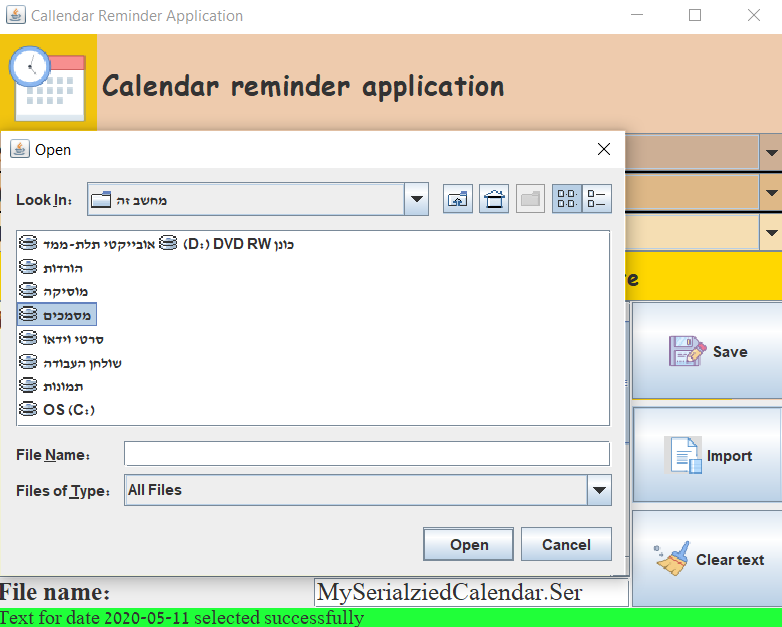 Callendar Reminder Application
Calendar reminder application
Open
Look In:
מחשב זה
אובייקטי תלת-ממד
כונן DVD RW (D:)
הורדות
מוסיקה
מסמכים
סרטי וידאו
שולחן העבודה
תמונות
OS (C:)
File Name:
Files of Type:
All Files
Open
Cancel
Save
Import
Clear text
File name:
MySerialziedCalendar.Ser
Text for date 2020-05-11 selected successfully